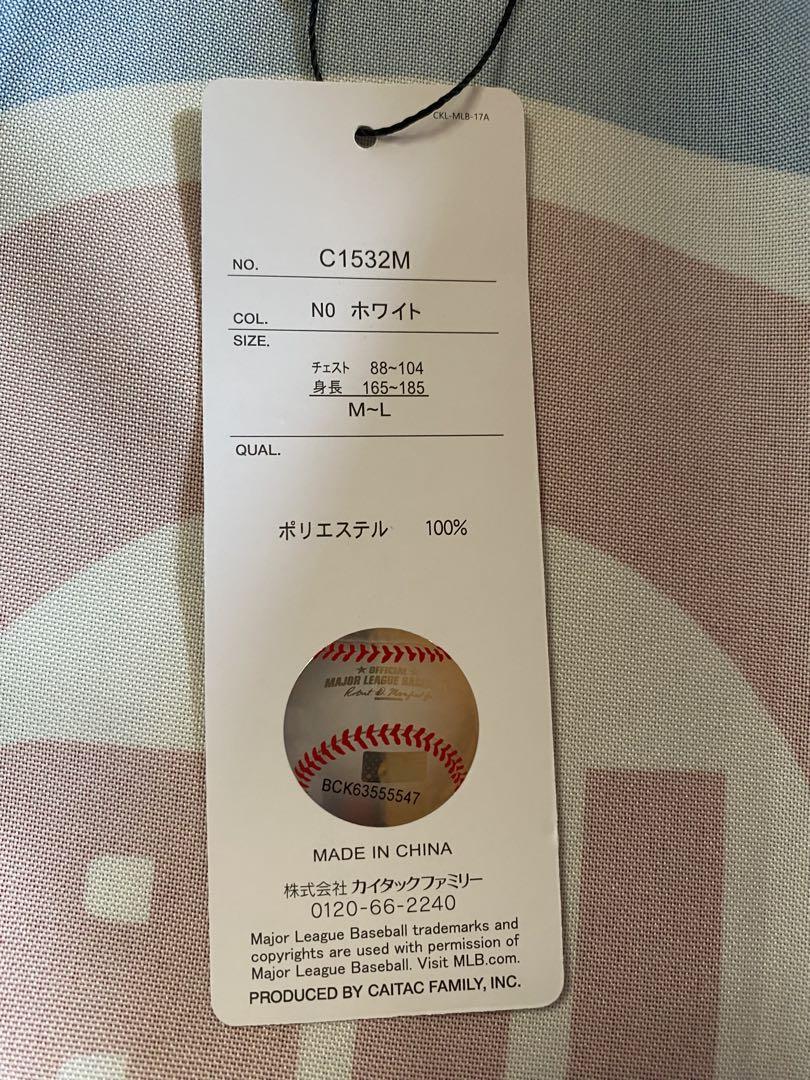 CKL-MLB-17A
NO. C1532M
COL. N0 ホワイト
SIZE.
チェスト 88~104
身長 165~185
M~L
QUAL.
ポリエステル 100%
OFFICIAL
MAJOR LEAGUE BASEBALL
Robert D. Manfred Jr.
BCK63555547
MADE IN CHINA
株式会社 カイタックファミリー
0120-66-2240
Major League Baseball trademarks and
copyrights are used with permission of
Major League Baseball. Visit MLB.com.
PRODUCED BY CAITAC FAMILY, INC.